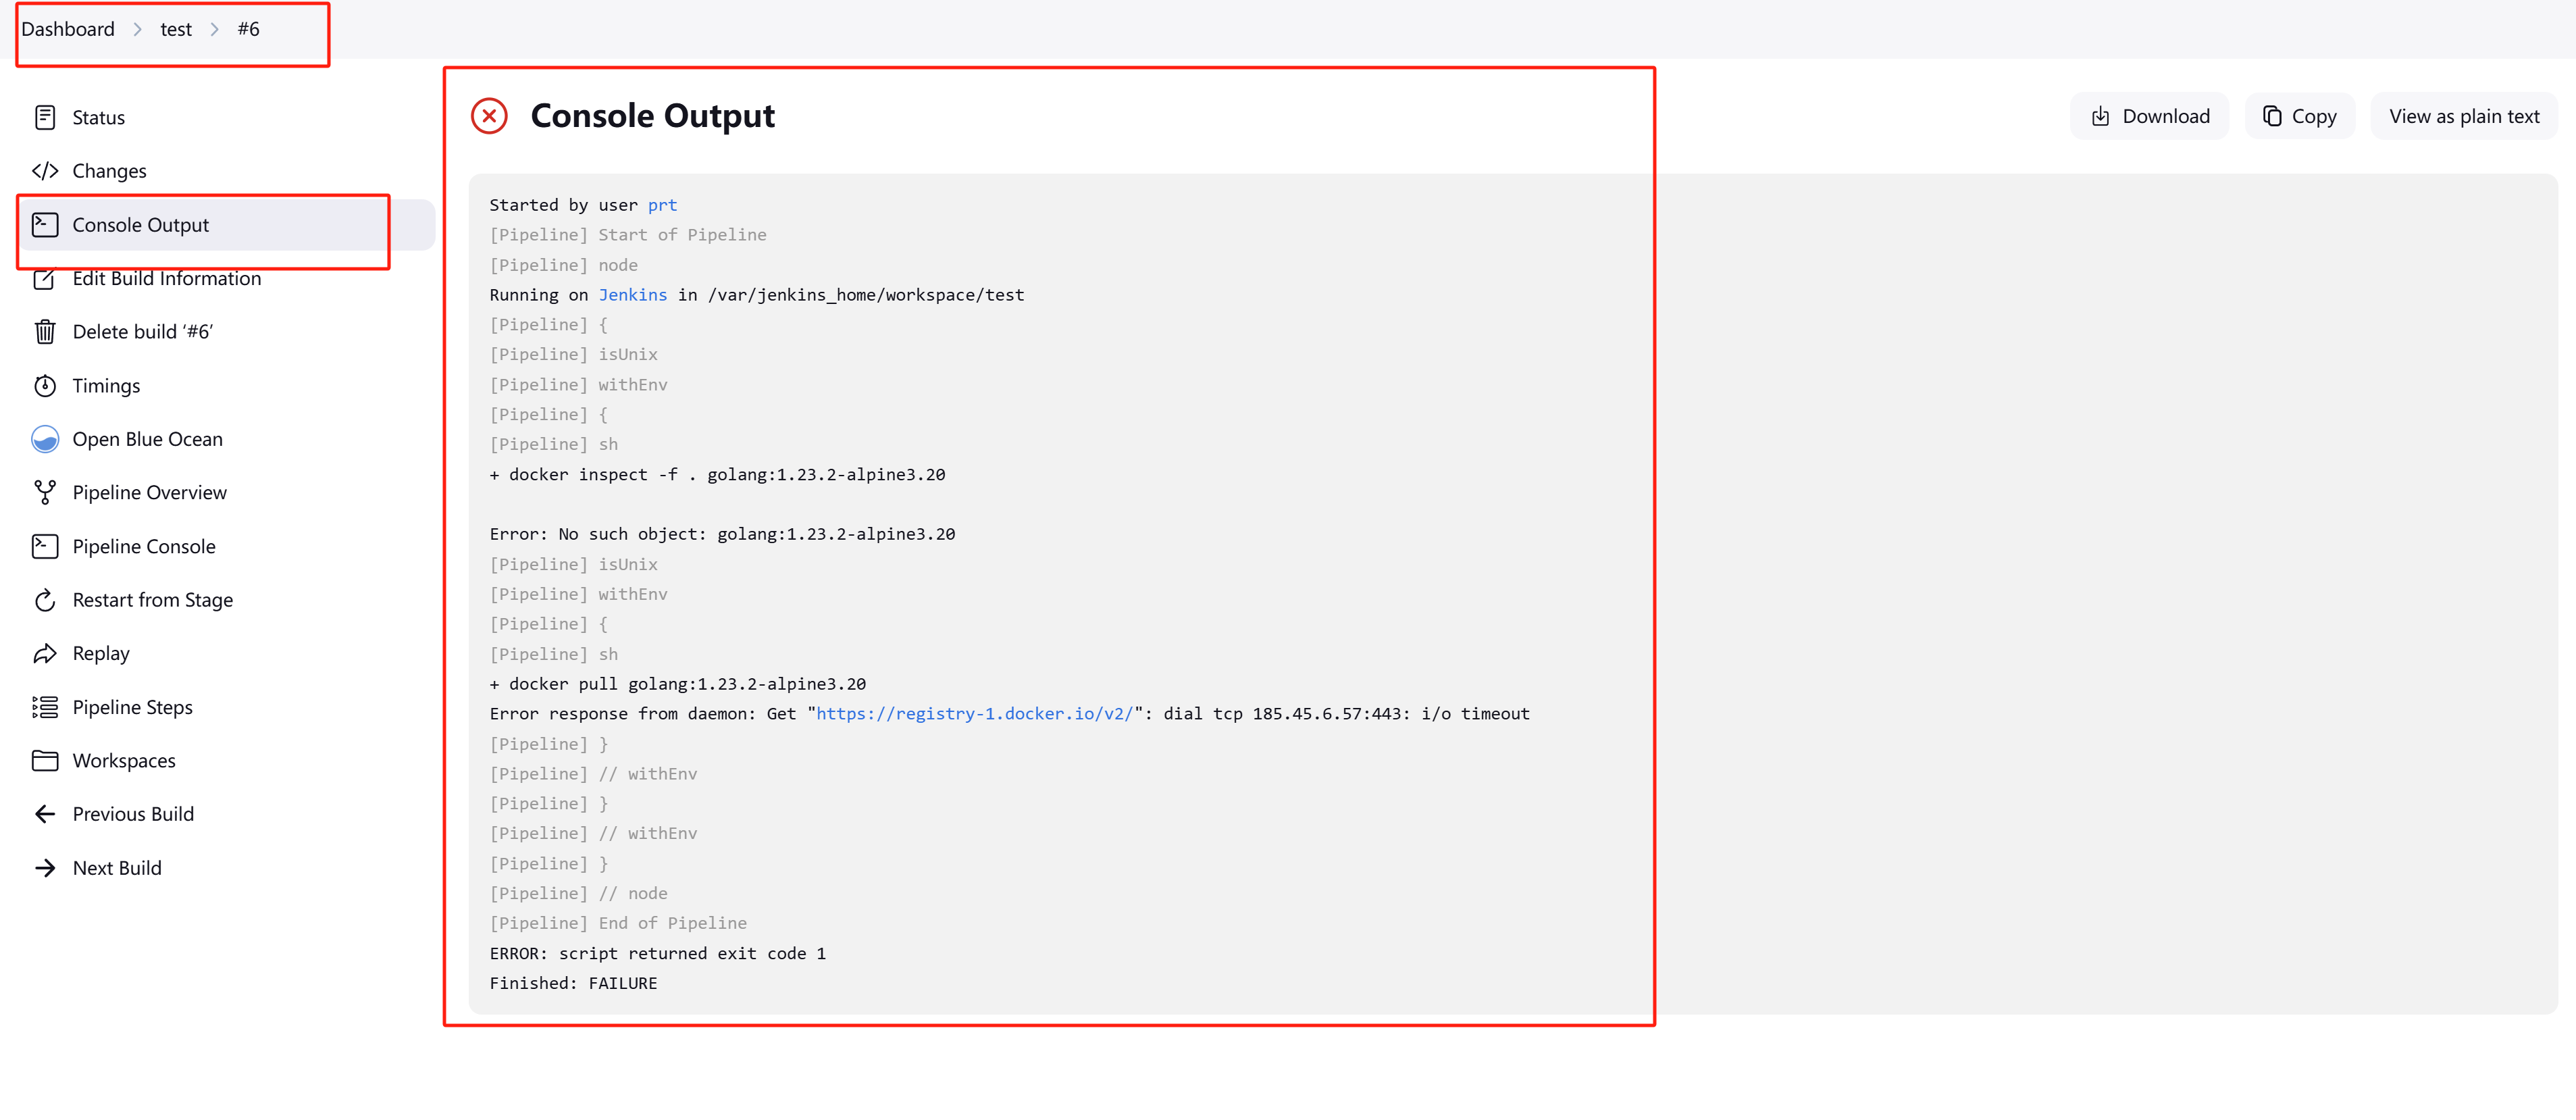 Dashboard > test > #6
Status
Changes
Console Output
Edit Build Information
Delete build ‘#6’
Timings
Open Blue Ocean
Pipeline Overview
Pipeline Console
Restart from Stage
Replay
Pipeline Steps
Workspaces
Previous Build
Next Build
Console Output
Download
Copy
View as plain text
Started by user prt
[Pipeline] Start of Pipeline
[Pipeline] node
Running on Jenkins in /var/jenkins_home/workspace/test
[Pipeline] {
[Pipeline] isUnix
[Pipeline] withEnv
[Pipeline] {
[Pipeline] sh
+ docker inspect -f . golang:1.23.2-alpine3.20
Error: No such object: golang:1.23.2-alpine3.20
[Pipeline] isUnix
[Pipeline] withEnv
[Pipeline] {
[Pipeline] sh
+ docker pull golang:1.23.2-alpine3.20
Error response from daemon: Get "https://registry-1.docker.io/v2/": dial tcp 185.45.6.57:443: i/o timeout
[Pipeline] }
[Pipeline] // withEnv
[Pipeline] }
[Pipeline] // withEnv
[Pipeline] }
[Pipeline] // node
[Pipeline] End of Pipeline
ERROR: script returned exit code 1
Finished: FAILURE